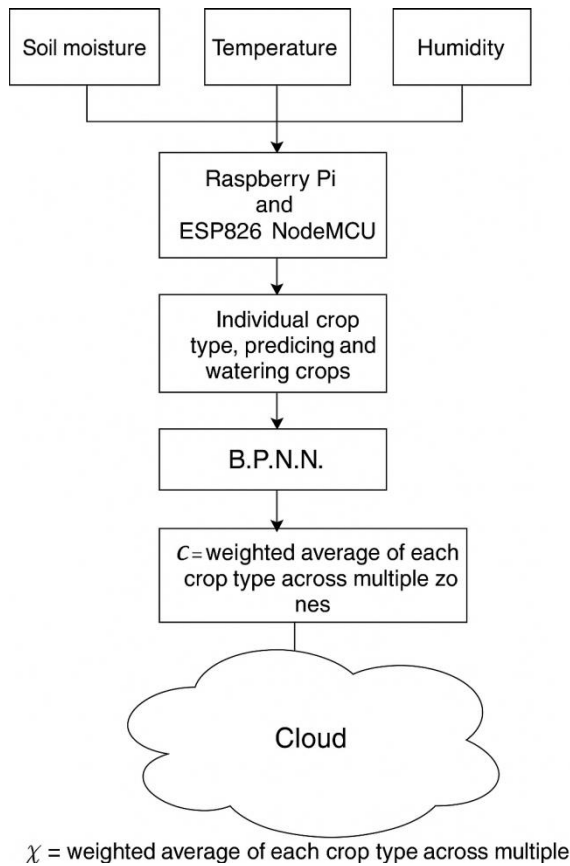 Soil moisture
Temperature
Humidity
Raspberry Pi
and
ESP826 NodeMCU
Individual crop
type, predicing and
watering crops
B.P.N.N.
C=weighted average of each
crop type across multiple zo
nes
Cloud
χ = weighted average of each crop type across multiple